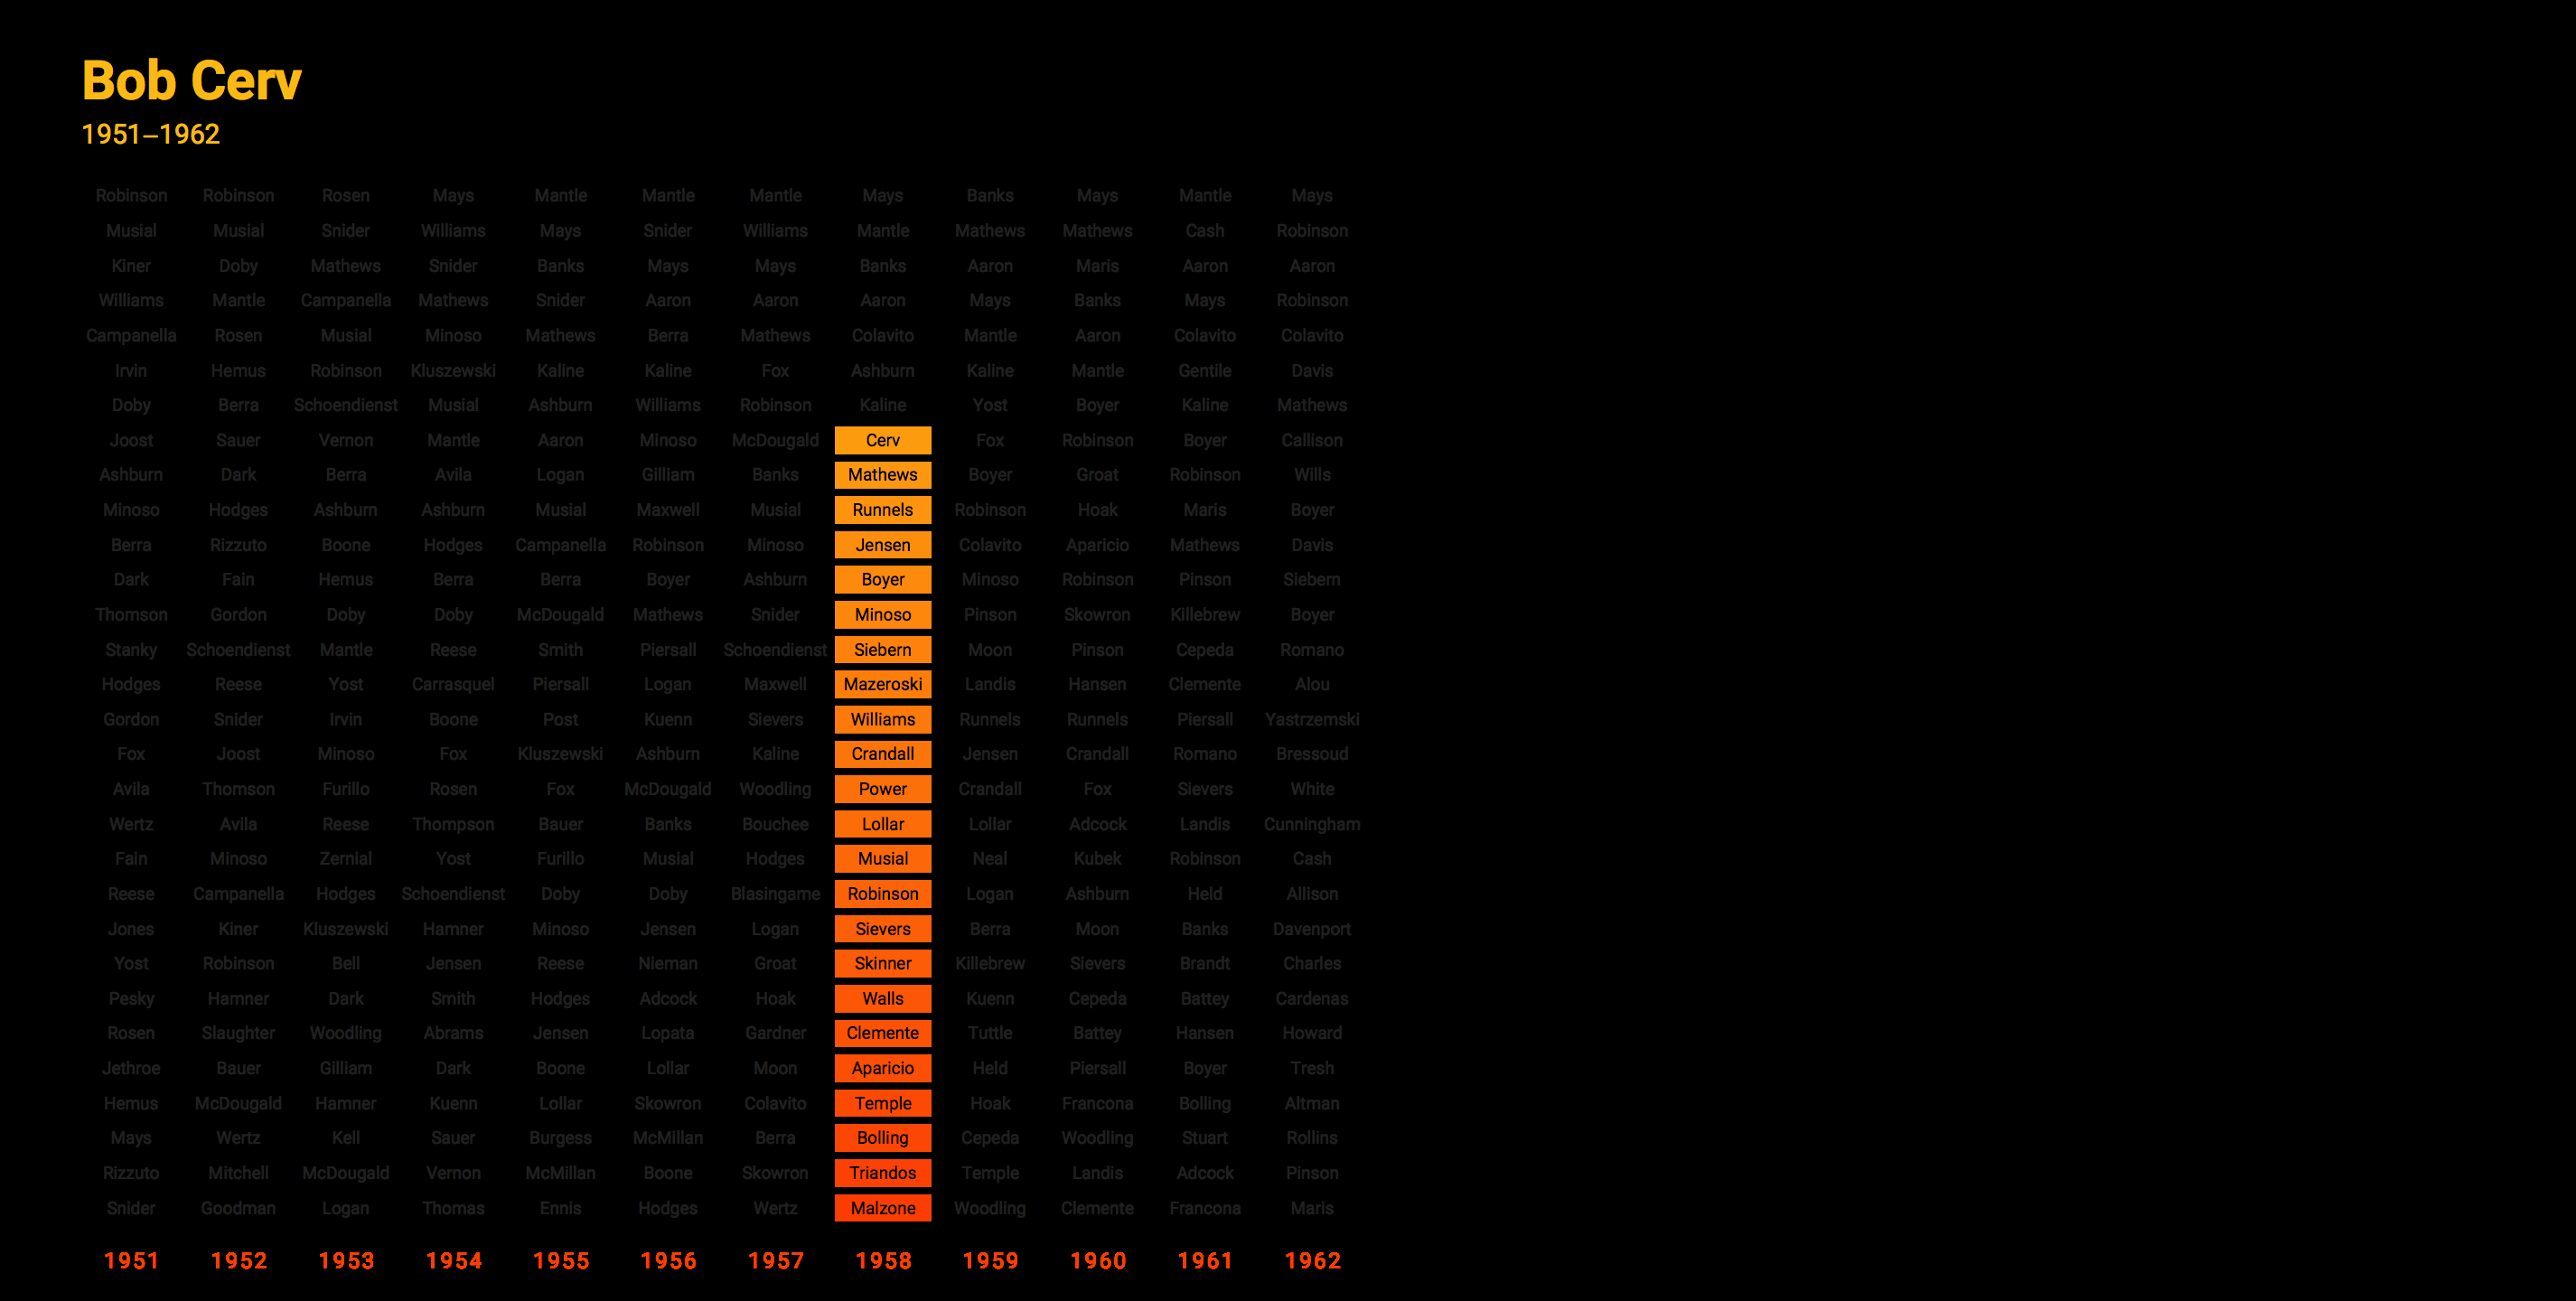 Bob Cerv
1951–1962
Robinson Robinson Rosen Mays Mantle Mantle Mantle Mays Banks Mays Mantle Mays
Musial Musial Snider Williams Mays Snider Williams Mantle Mathews Mathews Cash Robinson
Kiner Doby Mathews Snider Banks Mays Mays Banks Aaron Maris Aaron Aaron
Williams Mantle Campanella Mathews Snider Aaron Aaron Aaron Mays Banks Mays Robinson
Campanella Rosen Musial Minoso Mathews Berra Mathews Colavito Mantle Aaron Colavito Colavito
Irvin Hemus Robinson Kluszewski Kaline Kaline Fox Ashburn Kaline Mantle Gentile Davis
Doby Berra Schoendienst Musial Ashburn Williams Robinson Kaline Yost Boyer Kaline Mathews
Joost Sauer Vernon Mantle Aaron Minoso McDougald Cerv Fox Robinson Boyer Callison
Ashburn Dark Berra Avila Logan Gilliam Banks Mathews Boyer Groat Robinson Wills
Minoso Hodges Ashburn Ashburn Musial Maxwell Musial Runnels Robinson Hoak Maris Boyer
Berra Rizzuto Boone Hodges Campanella Robinson Minoso Jensen Colavito Aparicio Mathews Davis
Dark Fain Hemus Berra Berra Boyer Ashburn Boyer Minoso Robinson Pinson Siebern
Thomson Gordon Doby Doby McDougald Mathews Snider Minoso Pinson Skowron Killebrew Boyer
Stanky Schoendienst Mantle Reese Smith Piersall Schoendienst Siebern Moon Pinson Cepeda Romano
Hodges Reese Yost Carrasquel Piersall Logan Maxwell Mazeroski Landis Hansen Clemente Alou
Gordon Snider Irvin Boone Post Kuenn Sievers Williams Runnels Runnels Piersall Yastrzemski
Fox Joost Minoso Fox Kluszewski Ashburn Kaline Crandall Jensen Crandall Romano Bressoud
Avila Thomson Furillo Rosen Fox McDougald Woodling Power Crandall Fox Sievers White
Wertz Avila Reese Thompson Bauer Banks Bouchee Lollar Lollar Adcock Landis Cunningham
Fain Minoso Zernial Yost Furillo Musial Hodges Musial Neal Kubek Robinson Cash
Reese Campanella Hodges Schoendienst Doby Doby Blasingame Robinson Logan Ashburn Held Allison
Jones Kiner Kluszewski Hamner Minoso Jensen Logan Sievers Berra Moon Banks Davenport
Yost Robinson Bell Jensen Reese Nieman Groat Skinner Killebrew Sievers Brandt Charles
Pesky Hamner Dark Smith Hodges Adcock Hoak Walls Kuenn Cepeda Battey Cardenas
Rosen Slaughter Woodling Abrams Jensen Lopata Gardner Clemente Tuttle Battey Hansen Howard
Jethroe Bauer Gilliam Dark Boone Lollar Moon Aparicio Held Piersall Boyer Tresh
Hemus McDougald Hamner Kuenn Lollar Skowron Colavito Temple Hoak Francona Bolling Altman
Mays Wertz Kell Sauer Burgess McMillan Berra Bolling Cepeda Woodling Stuart Rollins
Rizzuto Mitchell McDougald Vernon McMillan Boone Skowron Triandos Temple Landis Adcock Pinson
Snider Goodman Logan Thomas Ennis Hodges Wertz Malzone Woodling Clemente Francona Maris
1951 1952 1953 1954 1955 1956 1957 1958 1959 1960 1961 1962